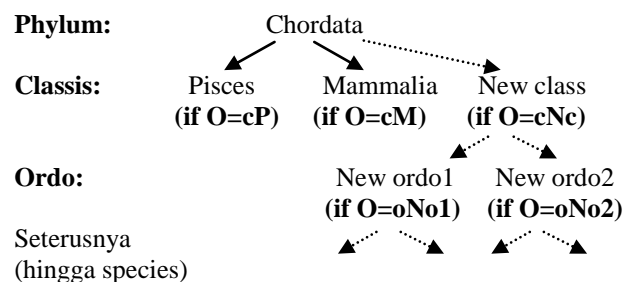 Phylum: Chordata
Classis: Pisces Mammalia New class
(if O=cP) (if O=cM) (if O=cNc)
Ordo: New ordo1 New ordo2
(if O=oNo1) (if O=oNo2)
Seterusnya
(hingga species)